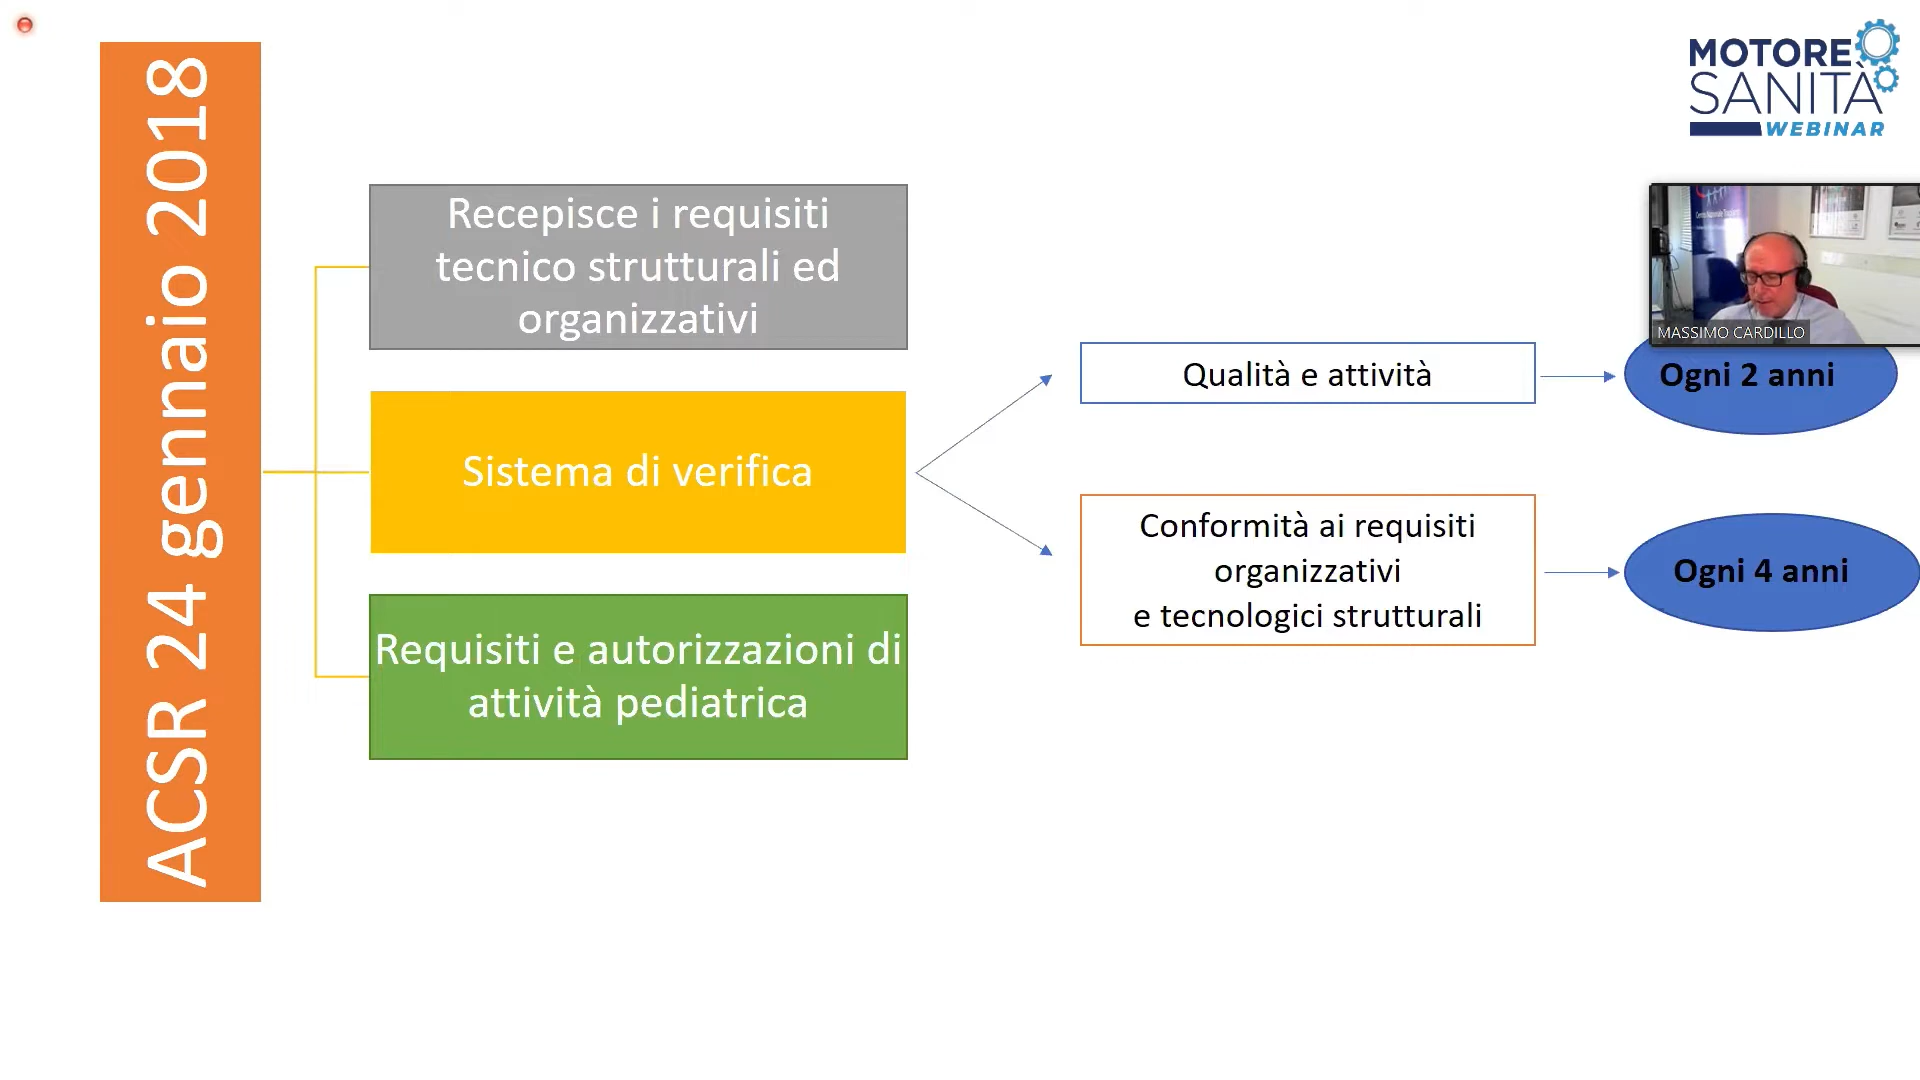 ACSR 24 gennaio 2018
Recepisce i requisiti
tecnico strutturali ed
organizzativi
Sistema di verifica
Requisiti e autorizzazioni di
attività pediatrica
Qualità e attività
Ogni 2 anni
Conformità ai requisiti
organizzativi
e tecnologici strutturali
Ogni 4 anni
MOTORE
SANITÀ
WEBINAR
MASSIMO CARDILLO